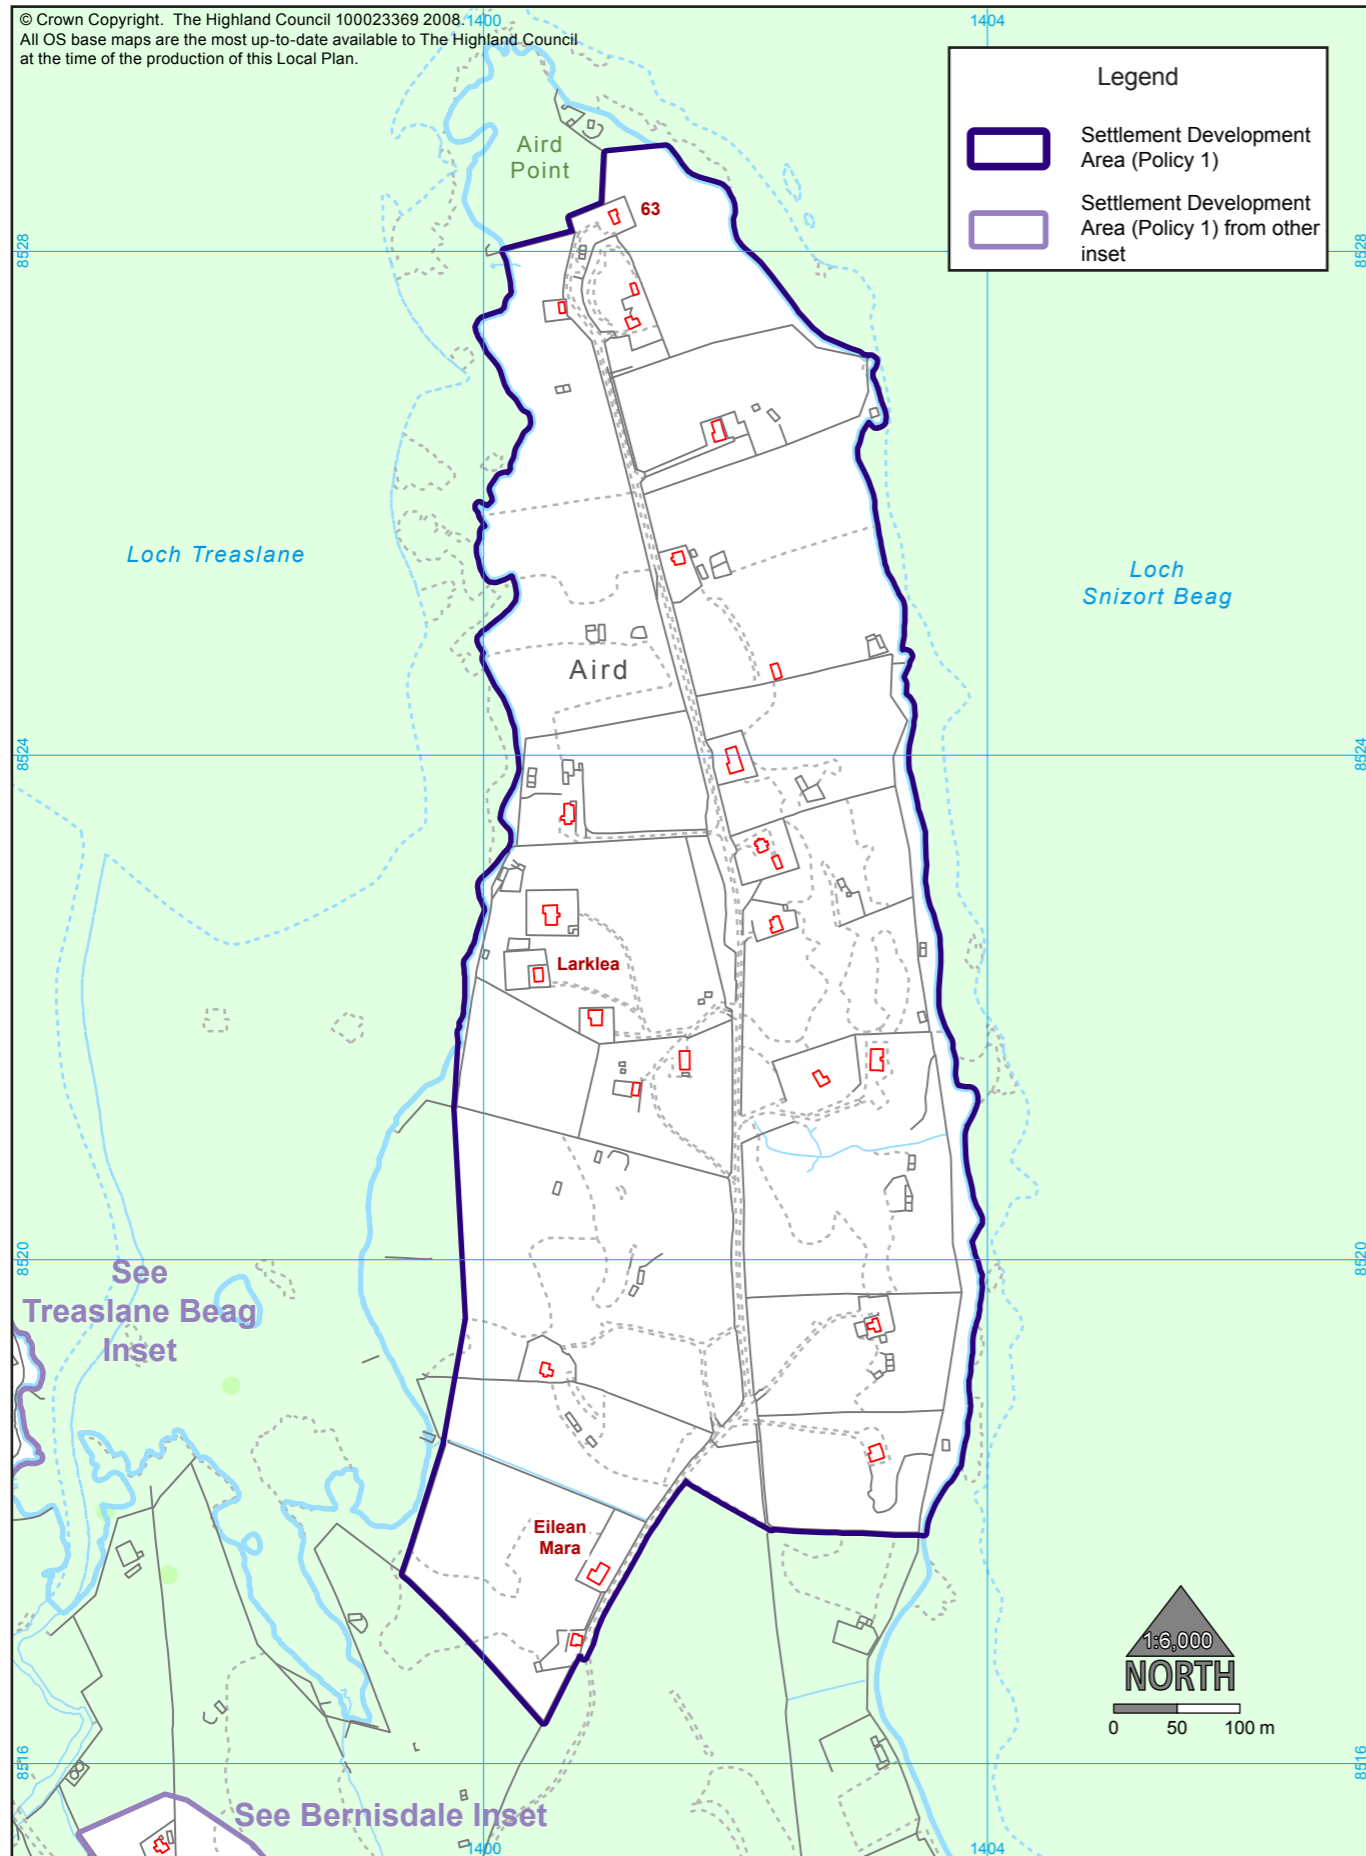 © Crown Copyright. The Highland Council 100023369 2008.
All OS base maps are the most up-to-date available to The Highland Council
at the time of the production of this Local Plan.
1400
1404
Legend
Settlement Development
Area (Policy 1)
Settlement Development
Area (Policy 1) from other
inset
Aird
Point
63
8528
8528
Loch Treaslane
Loch
Snizort Beag
Aird
8524
8524
Larklea
8520
8520
See
Treaslane Beag
Inset
Eilean
Mara
1:6,000
NORTH
0 50 100 m
8516
8516
See Bernisdale Inset
1400
1404